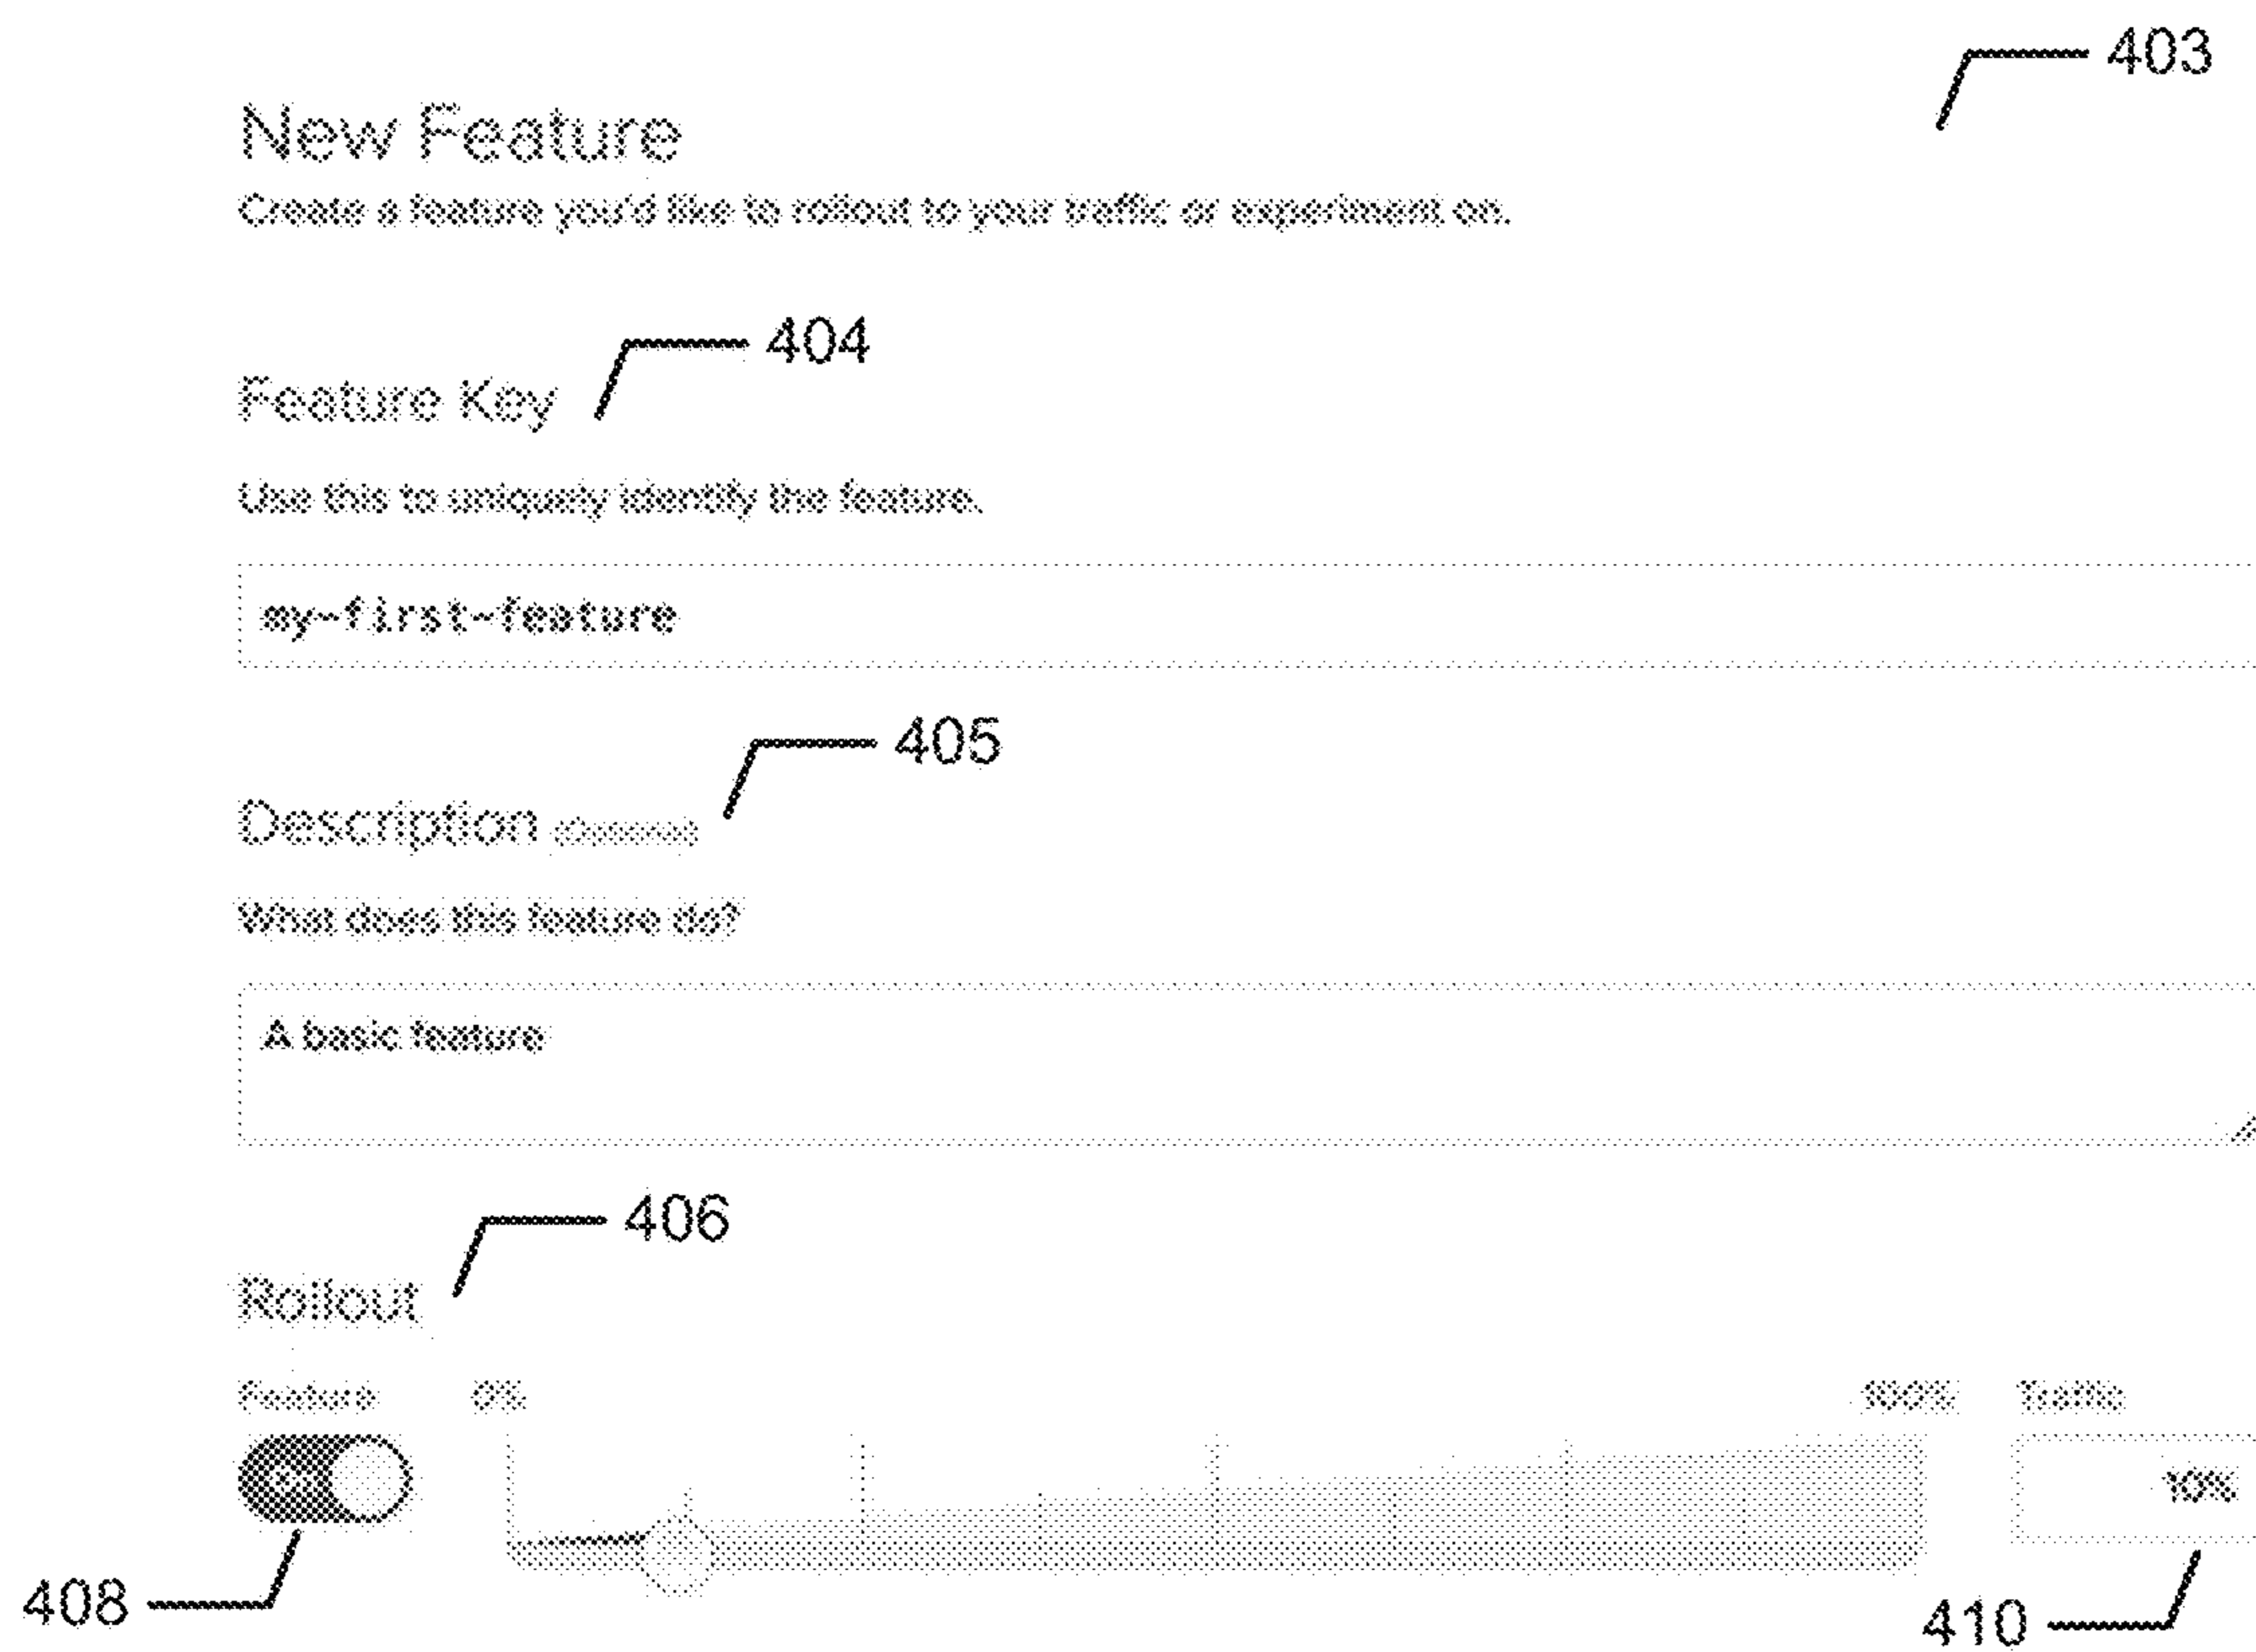 403
New Feature
Create a feature you'd like to rollout to your traffic or experiment on.
404
Feature Key
Use this to uniquely identify the feature.
my-first-feature
405
Description (Optional)
What does this feature do?
A basic feature
406
Rollout
Feature 0% 100% Traffic
10%
408
410